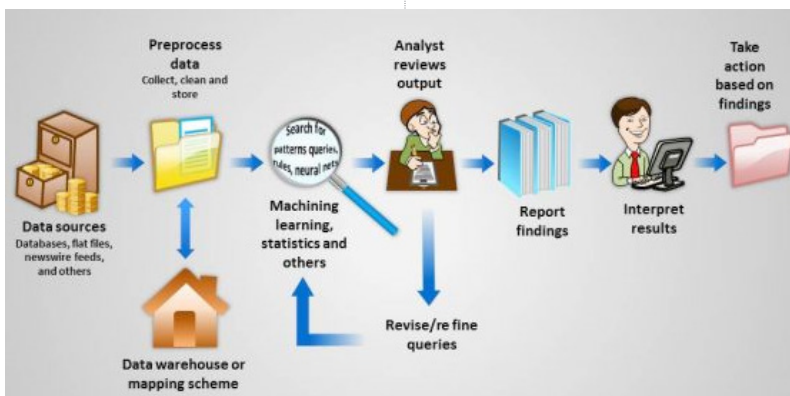 Preprocess
data
Collect, clean and
store
Analyst
reviews
output
Take
action
based on
findings
Search for
patterns queries,
rules, neural nets
Data sources
Databases, flat files,
newswire feeds,
and others
Machining
learning,
statistics and
others
Report
findings
Interpret
results
Revise/re fine
queries
Data warehouse or
mapping scheme